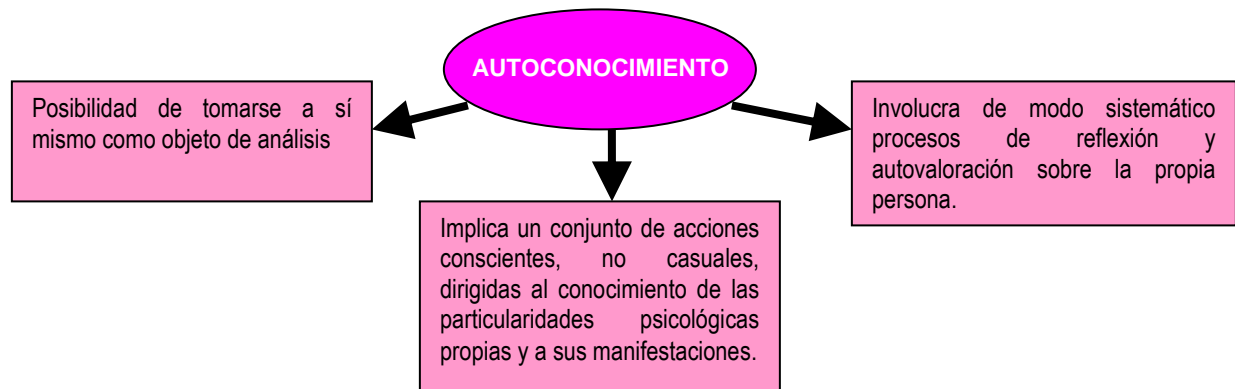 AUTOCONOCIMIENTO
Posibilidad de tomarse a sí
mismo como objeto de análisis
Implica un conjunto de acciones
conscientes, no casuales,
dirigidas al conocimiento de las
particularidades psicológicas
propias y a sus manifestaciones.
Involucra de modo sistemático
procesos de reflexión y
autovaloración sobre la propia
persona.